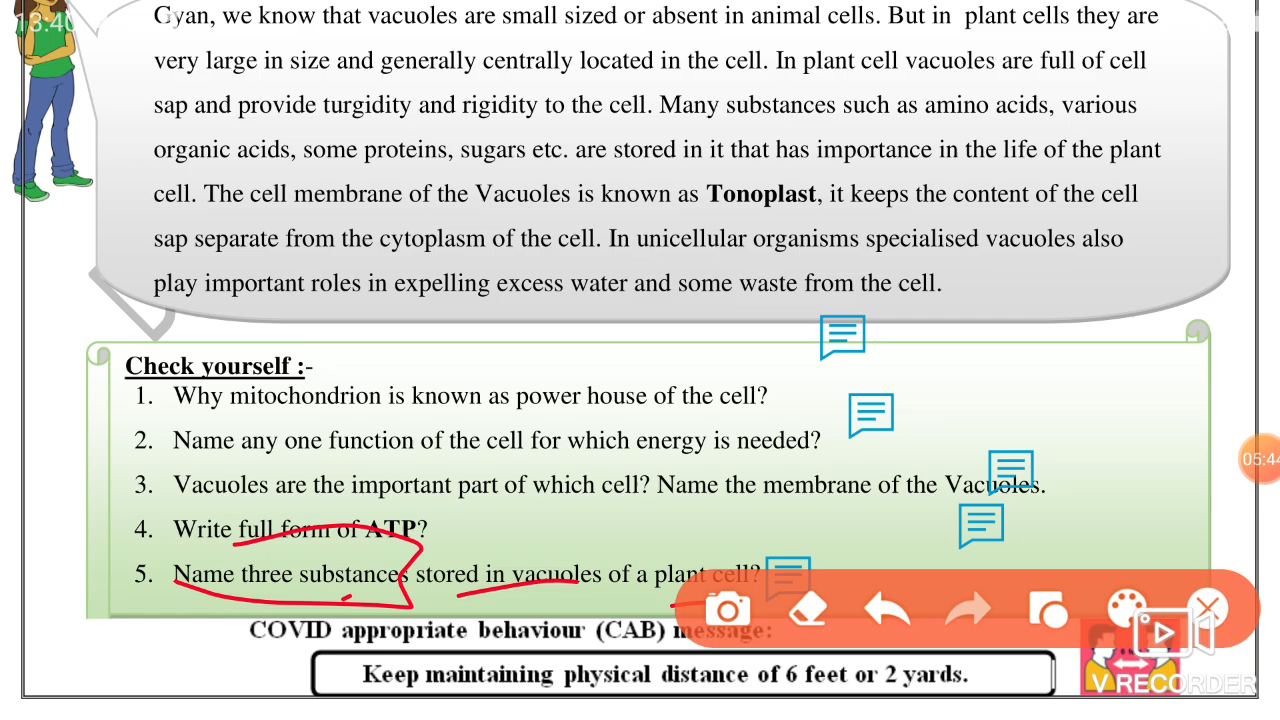 13:40
Gyan, we know that vacuoles are small sized or absent in animal cells. But in plant cells they are
very large in size and generally centrally located in the cell. In plant cell vacuoles are full of cell
sap and provide turgidity and rigidity to the cell. Many substances such as amino acids, various
organic acids, some proteins, sugars etc. are stored in it that has importance in the life of the plant
cell. The cell membrane of the Vacuoles is known as Tonoplast, it keeps the content of the cell
sap separate from the cytoplasm of the cell. In unicellular organisms specialised vacuoles also
play important roles in expelling excess water and some waste from the cell.
Check yourself :-
1. Why mitochondrion is known as power house of the cell?
2. Name any one function of the cell for which energy is needed?
05:44
3. Vacuoles are the important part of which cell? Name the membrane of the Vacuoles.
4. Write full form of ATP?
5. Name three substances stored in vacuoles of a plant cell?
COVID appropriate behaviour (CAB) message:
Keep maintaining physical distance of 6 feet or 2 yards.
V RECORDER